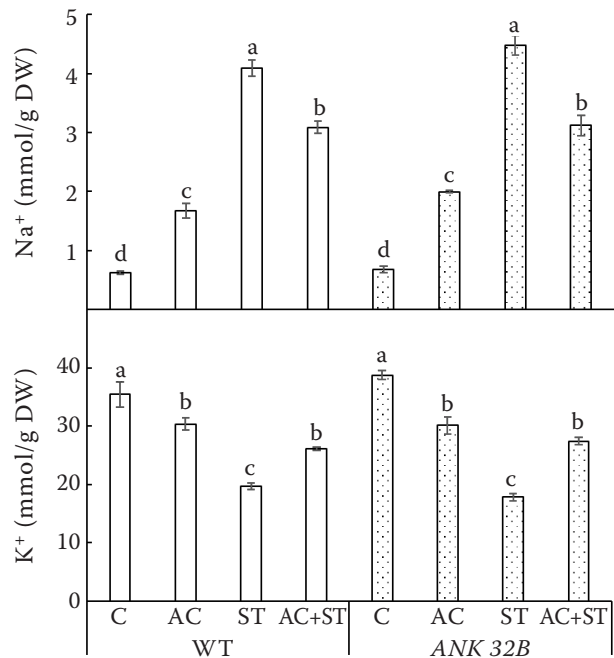 Na⁺ (mmol/g DW)
5
4
3
2
1
d
c
a
b
d
c
a
b
K⁺ (mmol/g DW)
40
30
20
10
0
a
b
c
b
a
b
c
b
C AC ST AC+ST C AC ST AC+ST
WT ANK 32B